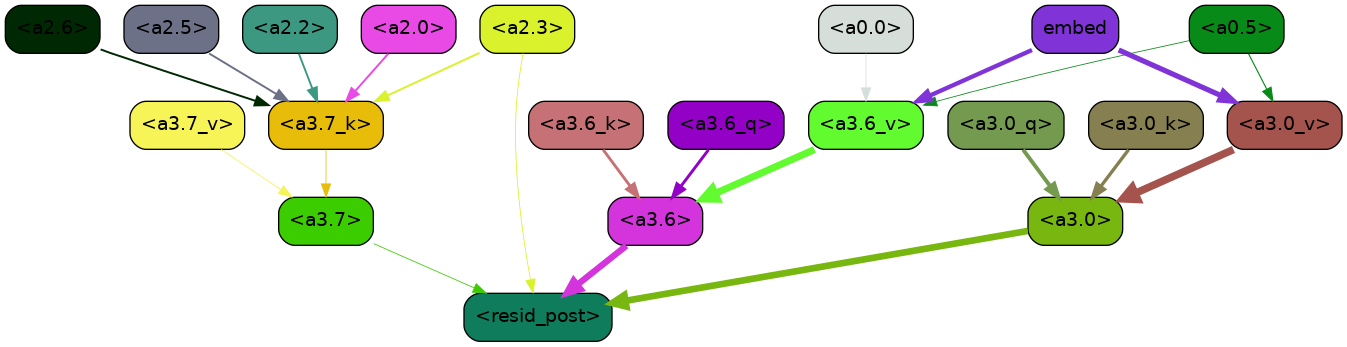 <a2.6> <a2.5> <a2.2> <a2.0> <a2.3> <a0.0> embed <a0.5>
<a3.7_v> <a3.7_k> <a3.6_k> <a3.6_q> <a3.6_v> <a3.0_q> <a3.0_k> <a3.0_v>
<a3.7> <a3.6> <a3.0>
<resid_post>